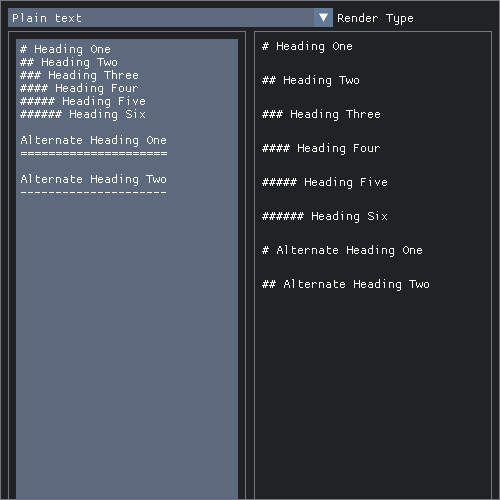 Plain text
Render Type
# Heading One
## Heading Two
### Heading Three
#### Heading Four
##### Heading Five
###### Heading Six
Alternate Heading One
=====================
Alternate Heading Two
---------------------
# Heading One
## Heading Two
### Heading Three
#### Heading Four
##### Heading Five
###### Heading Six
# Alternate Heading One
## Alternate Heading Two